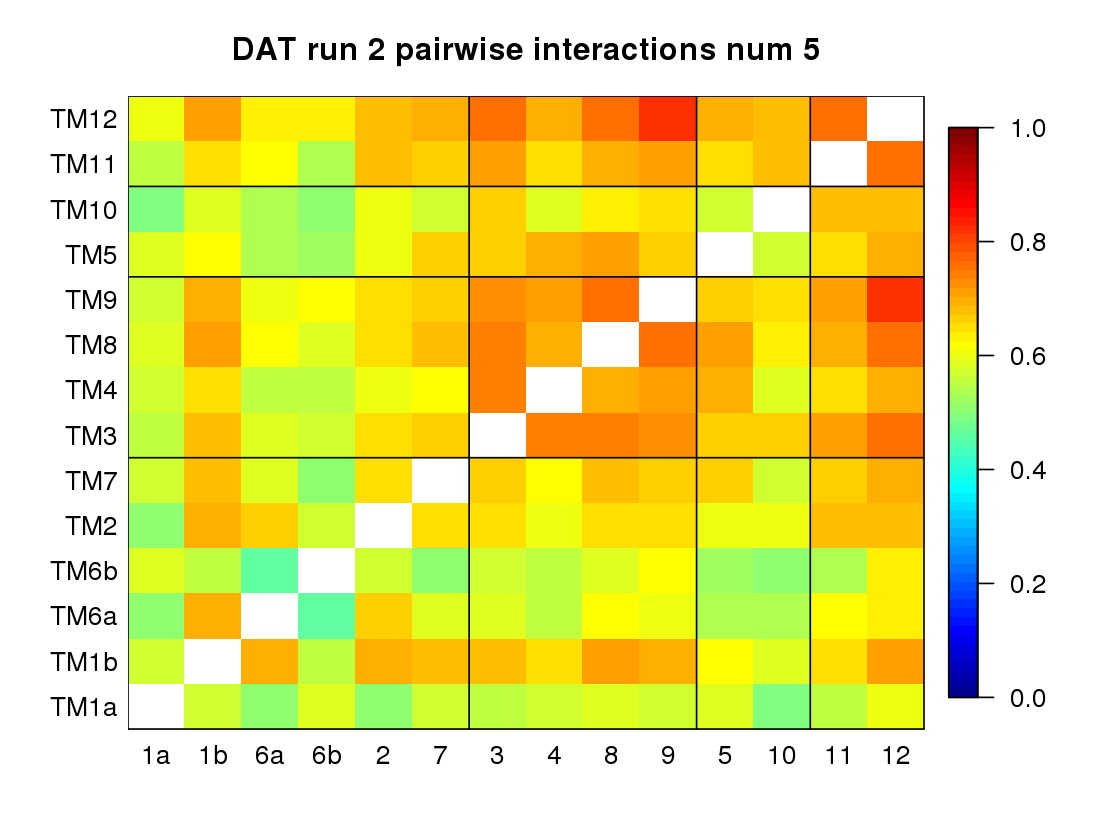 DAT run 2 pairwise interactions num 5
TM12
TM11
TM10
TM5
TM9
TM8
TM4
TM3
TM7
TM2
TM6b
TM6a
TM1b
TM1a
1a 1b 6a 6b 2 7 3 4 8 9 5 10 11 12
1.0
0.8
0.6
0.4
0.2
0.0